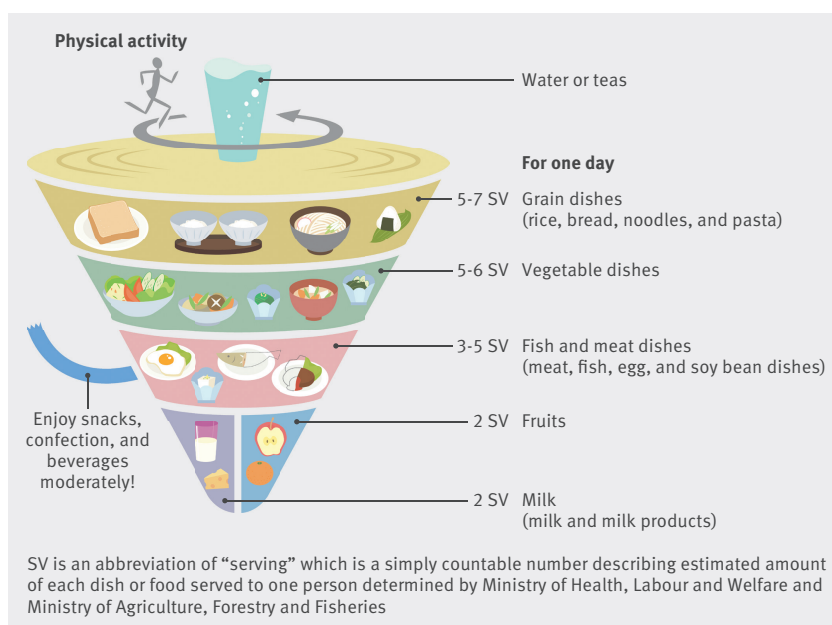 Physical activity
Water or teas
For one day
5-7 SV Grain dishes
(rice, bread, noodles, and pasta)
5-6 SV Vegetable dishes
3-5 SV Fish and meat dishes
(meat, fish, egg, and soy bean dishes)
Enjoy snacks,
confection, and
beverages
moderately!
2 SV Fruits
2 SV Milk
(milk and milk products)
SV is an abbreviation of “serving” which is a simply countable number describing estimated amount
of each dish or food served to one person determined by Ministry of Health, Labour and Welfare and
Ministry of Agriculture, Forestry and Fisheries